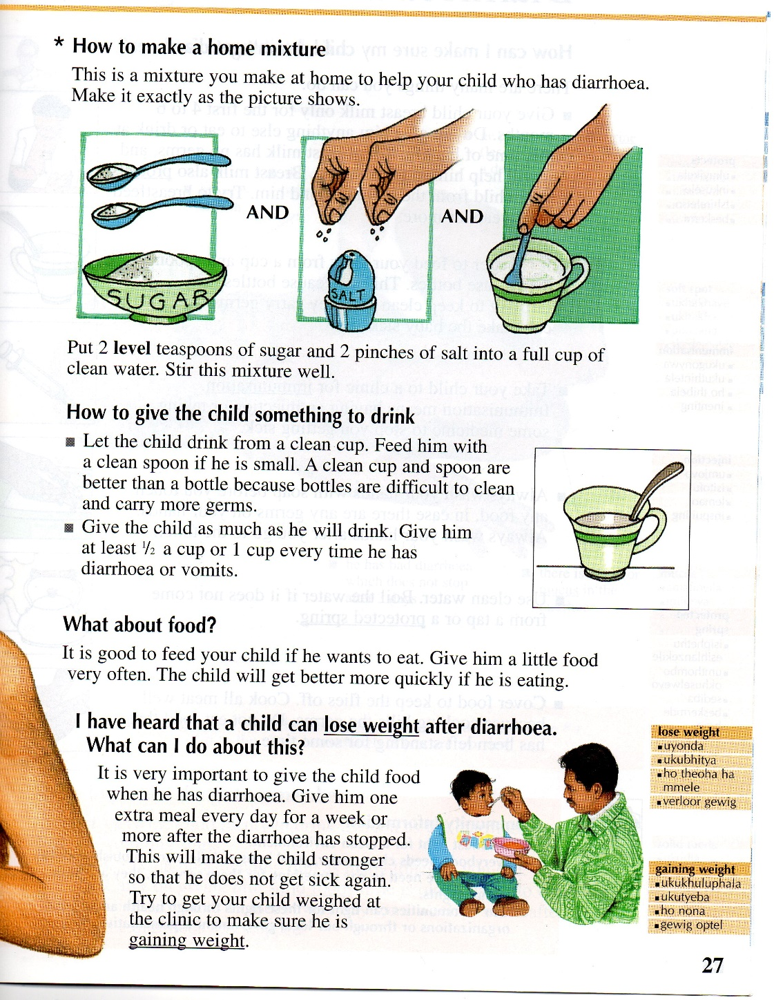 * How to make a home mixture
This is a mixture you make at home to help your child who has diarrhoea.
Make it exactly as the picture shows.
AND
AND
SUGAR
SALT
Put 2 level teaspoons of sugar and 2 pinches of salt into a full cup of
clean water. Stir this mixture well.
How to give the child something to drink
▪ Let the child drink from a clean cup. Feed him with
a clean spoon if he is small. A clean cup and spoon are
better than a bottle because bottles are difficult to clean
and carry more germs.
▪ Give the child as much as he will drink. Give him
at least 1/2 a cup or 1 cup every time he has
diarrhoea or vomits.
What about food?
It is good to feed your child if he wants to eat. Give him a little food
very often. The child will get better more quickly if he is eating.
I have heard that a child can lose weight after diarrhoea.
What can I do about this?
It is very important to give the child food
when he has diarrhoea. Give him one
extra meal every day for a week or
more after the diarrhoea has stopped.
This will make the child stronger
so that he does not get sick again.
Try to get your child weighed at
the clinic to make sure he is
gaining weight.
lose weight
▪ uyonda
▪ ukubhitya
▪ ho theoha ha
mmele
▪ verloor gewig
gaining weight
▪ ukukhuluphala
▪ ukutyeba
▪ ho nona
▪ gewig optel
27